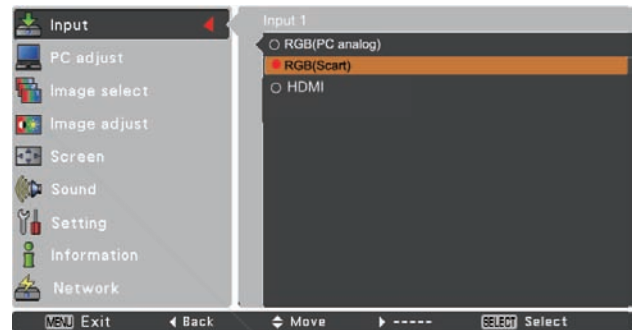 Input
PC adjust
Image select
Image adjust
Screen
Sound
Setting
Information
Network
Input 1
RGB(PC analog)
RGB(Scart)
HDMI
MENU Exit Back Move ----- SELECT Select